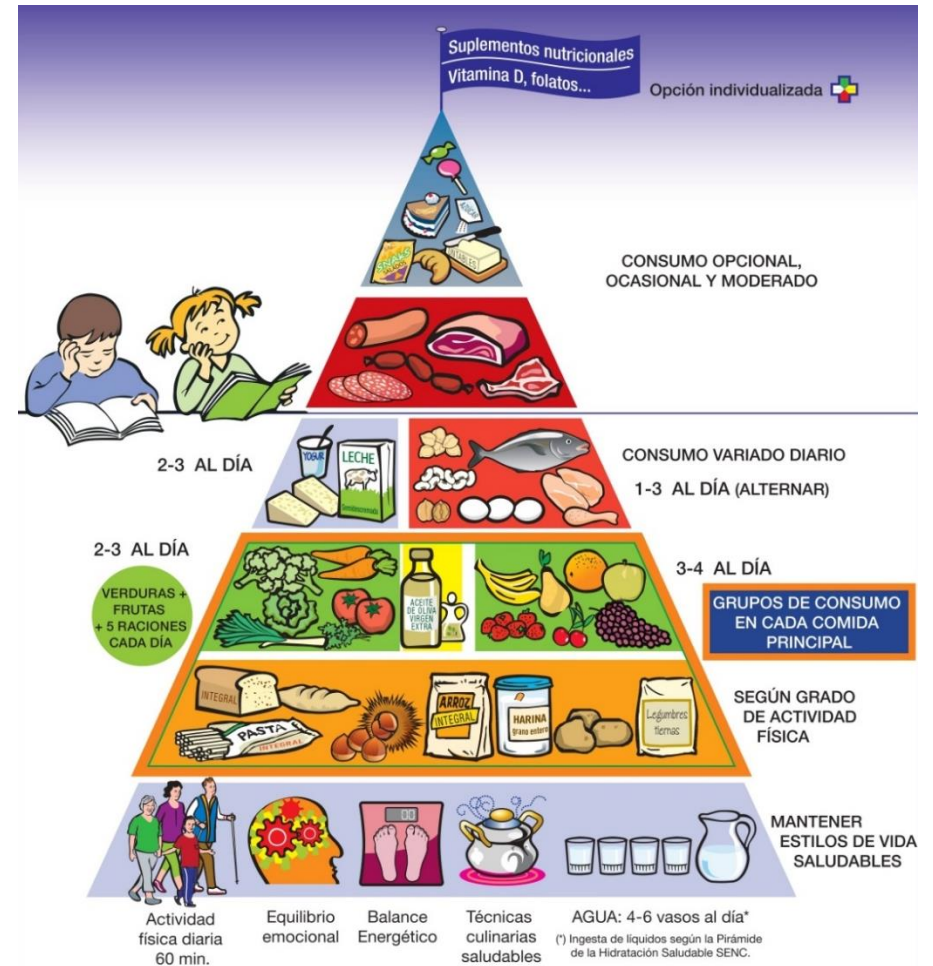 Suplementos nutricionales
Vitamina D, folatos...
Opción individualizada
AZÚCAR
SNAKS
UNTABLES
CONSUMO OPCIONAL,
OCASIONAL Y MODERADO
2-3 AL DÍA
YOGUR
LECHE
Semidesnatada
CONSUMO VARIADO DIARIO
1-3 AL DÍA (ALTERNAR)
2-3 AL DÍA
VERDURAS +
FRUTAS
+ 5 RACIONES
CADA DÍA
ACEITE
DE OLIVA
VIRGEN
EXTRA
3-4 AL DÍA
GRUPOS DE CONSUMO
EN CADA COMIDA
PRINCIPAL
INTEGRAL
PASTA
INTEGRAL
ARROZ
INTEGRAL
HARINA
grano entero
Legumbres
tiernas
SEGÚN GRADO
DE ACTIVIDAD
FÍSICA
MANTENER
ESTILOS DE VIDA
SALUDABLES
Actividad
física diaria
60 min.
Equilibrio
emocional
Balance
Energético
Técnicas
culinarias
saludables
AGUA: 4-6 vasos al día*
(*) Ingesta de líquidos según la Pirámide
de la Hidratación Saludable SENC.